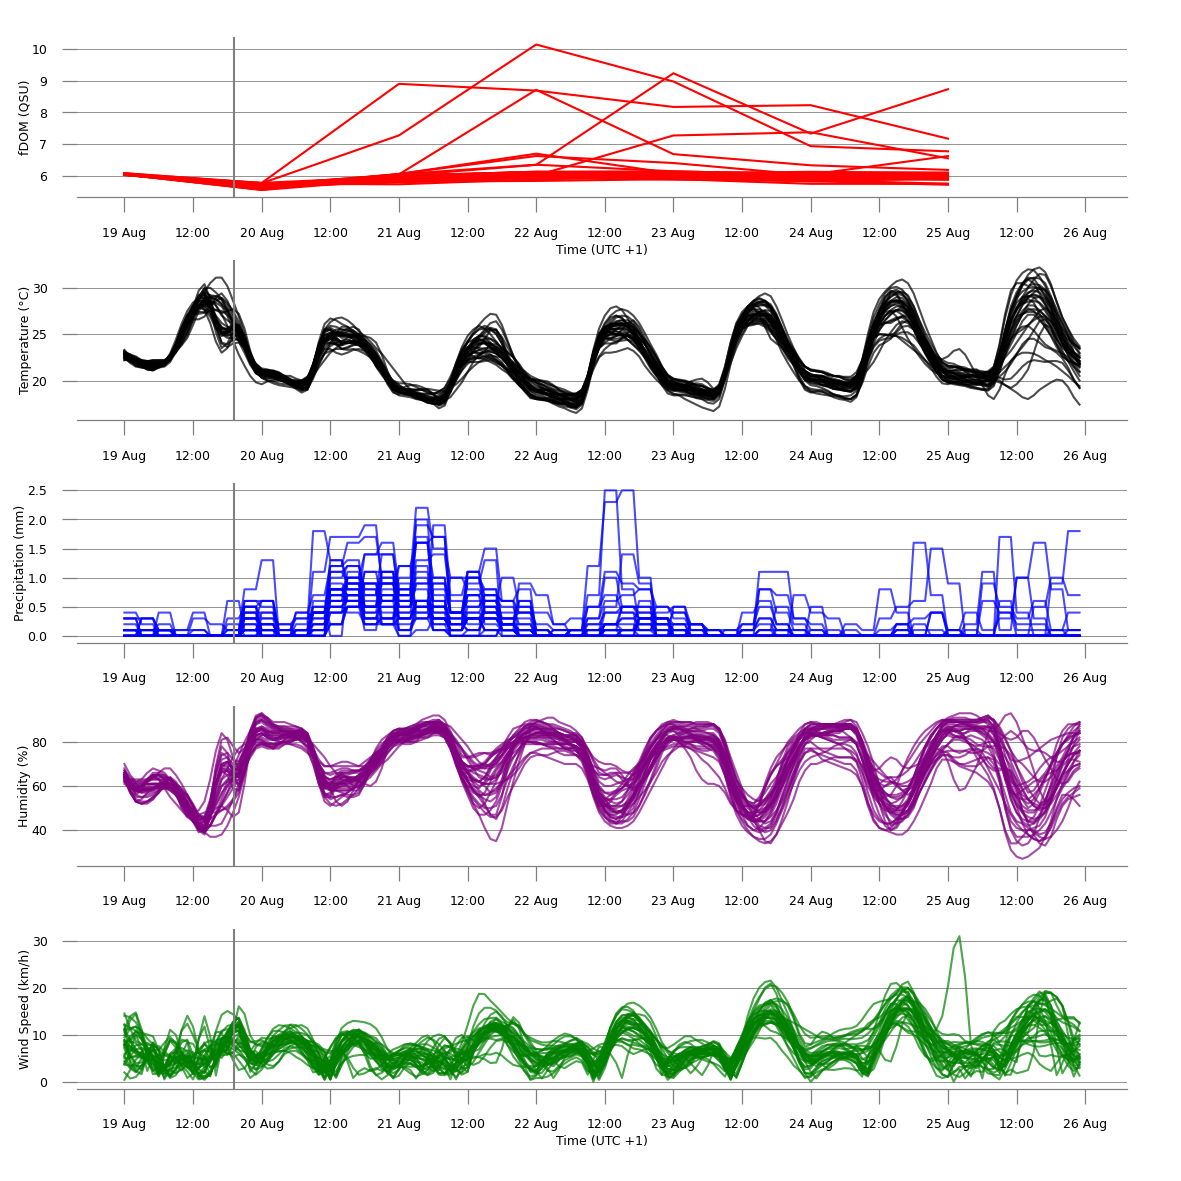 10
9
8
7
6
fDOM (QSU)
19 Aug 12:00 20 Aug 12:00 21 Aug 12:00 22 Aug 12:00 23 Aug 12:00 24 Aug 12:00 25 Aug 12:00 26 Aug
Time (UTC +1)
30
25
20
Temperature (°C)
19 Aug 12:00 20 Aug 12:00 21 Aug 12:00 22 Aug 12:00 23 Aug 12:00 24 Aug 12:00 25 Aug 12:00 26 Aug
2.5
2.0
1.5
1.0
0.5
0.0
Precipitation (mm)
19 Aug 12:00 20 Aug 12:00 21 Aug 12:00 22 Aug 12:00 23 Aug 12:00 24 Aug 12:00 25 Aug 12:00 26 Aug
80
60
40
Humidity (%)
19 Aug 12:00 20 Aug 12:00 21 Aug 12:00 22 Aug 12:00 23 Aug 12:00 24 Aug 12:00 25 Aug 12:00 26 Aug
30
20
10
0
Wind Speed (km/h)
19 Aug 12:00 20 Aug 12:00 21 Aug 12:00 22 Aug 12:00 23 Aug 12:00 24 Aug 12:00 25 Aug 12:00 26 Aug
Time (UTC +1)